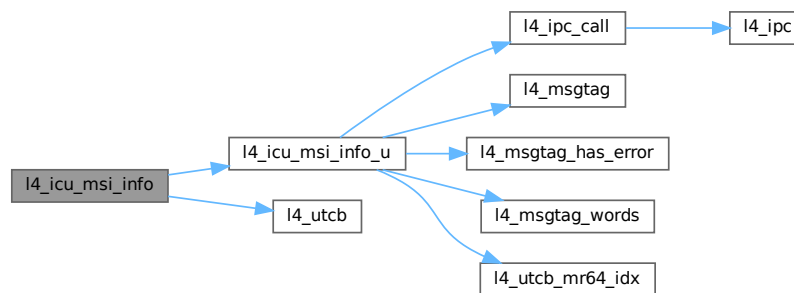 l4_icu_msi_info
l4_icu_msi_info_u
l4_utcb
l4_ipc_call
l4_ipc
l4_msgtag
l4_msgtag_has_error
l4_msgtag_words
l4_utcb_mr64_idx